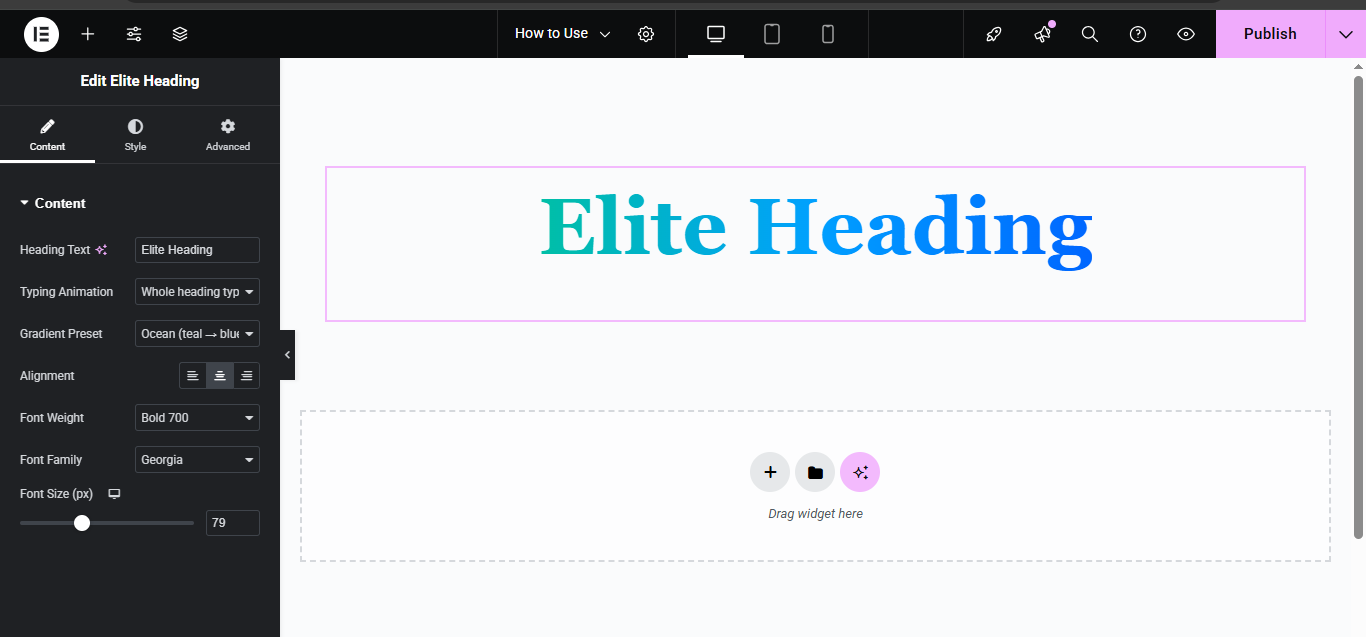 How to Use
Publish
Edit Elite Heading
Content
Style
Advanced
Content
Heading Text
Elite Heading
Typing Animation
Whole heading typ
Gradient Preset
Ocean (teal → blue
Alignment
Font Weight
Bold 700
Font Family
Georgia
Font Size (px)
79
Elite Heading
Drag widget here